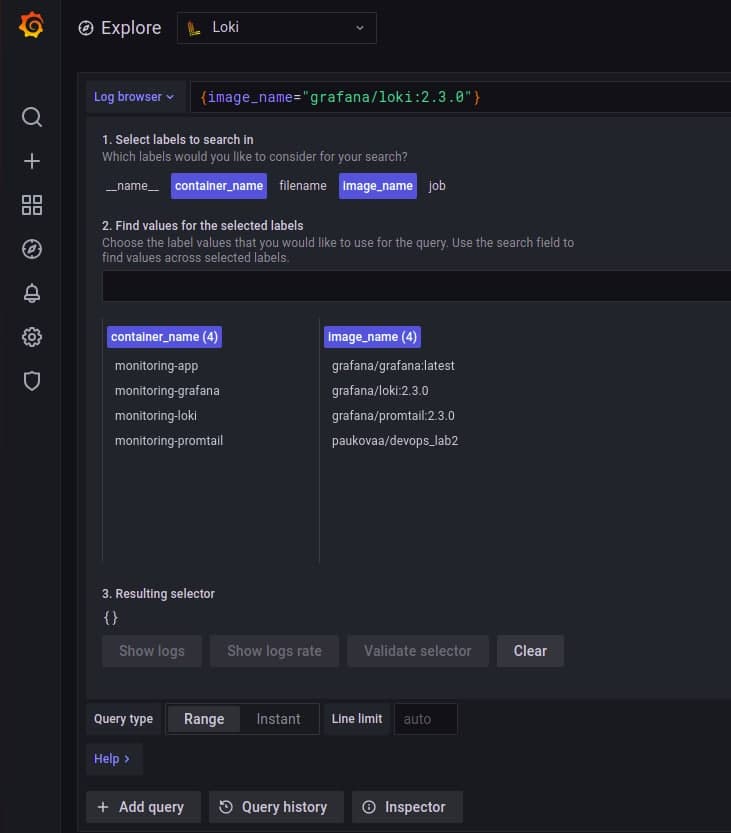 Explore
Loki
Log browser
{image_name="grafana/loki:2.3.0"}
1. Select labels to search in
Which labels would you like to consider for your search?
__name__ container_name filename image_name job
2. Find values for the selected labels
Choose the label values that you would like to use for the query. Use the search field to
find values across selected labels.
container_name (4)
monitoring-app
monitoring-grafana
monitoring-loki
monitoring-promtail
image_name (4)
grafana/grafana:latest
grafana/loki:2.3.0
grafana/promtail:2.3.0
paukovaa/devops_lab2
3. Resulting selector
{}
Show logs Show logs rate Validate selector Clear
Query type Range Instant Line limit auto
Help >
+ Add query Query history Inspector